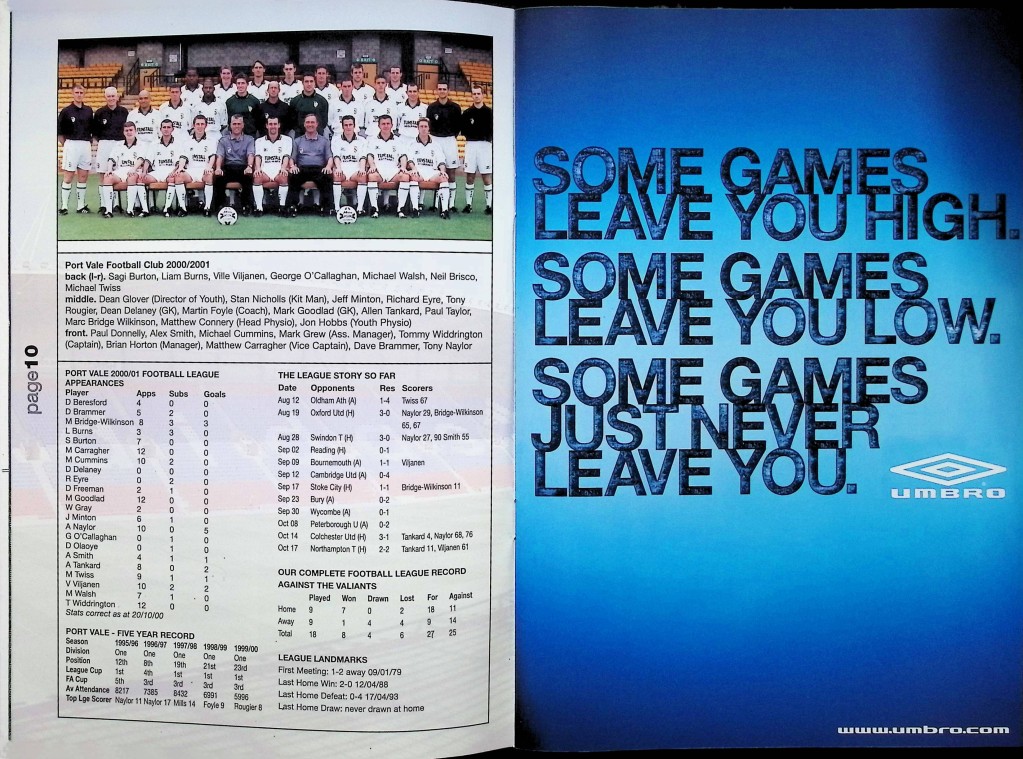 page10
TUNSTALL
Port Vale Football Club 2000/2001
back (l-r). Sagi Burton, Liam Burns, Ville Viljanen, George O'Callaghan, Michael Walsh, Neil Brisco,
Michael Twiss
middle. Dean Glover (Director of Youth), Stan Nicholls (Kit Man), Jeff Minton, Richard Eyre, Tony
Rougier, Dean Delaney (GK), Martin Foyle (Coach), Mark Goodlad (GK), Allen Tankard, Paul Taylor,
Marc Bridge Wilkinson, Matthew Connery (Head Physio), Jon Hobbs (Youth Physio)
front. Paul Donnelly, Alex Smith, Michael Cummins, Mark Grew (Ass. Manager), Tommy Widdrington
(Captain), Brian Horton (Manager), Matthew Carragher (Vice Captain), Dave Brammer, Tony Naylor
PORT VALE 2000/01 FOOTBALL LEAGUE
APPEARANCES
Player Apps Subs Goals
D Beresford 4 0 0
D Brammer 5 2 0
M Bridge-Wilkinson 8 3 3
L Burns 3 3 0
S Burton 7 0 0
M Carragher 12 0 0
M Cummins 10 2 0
D Delaney 0 0 0
R Eyre 0 2 0
D Freeman 2 1 0
M Goodlad 12 0 0
W Gray 2 0 0
J Minton 6 1 0
A Naylor 10 0 5
G O'Callaghan 0 1 0
D Olaoye 0 1 0
A Smith 4 1 1
A Tankard 8 0 2
M Twiss 9 1 1
V Viljanen 10 2 2
M Walsh 7 1 0
T Widdrington 12 0 0
Stats correct as at 20/10/00
PORT VALE - FIVE YEAR RECORD
Season 1995/96 1996/97 1997/98 1998/99 1999/00
Division One One One One One
Position 12th 8th 19th 21st 23rd
League Cup 1st 4th 1st 1st 1st
FA Cup 5th 3rd 3rd 3rd 3rd
Av Attendance 8217 7385 8432 6991 5996
Top Lge Scorer Naylor 11 Naylor 17 Mills 14 Foyle 9 Rougier 8
THE LEAGUE STORY SO FAR
Date Opponents Res Scorers
Aug 12 Oldham Ath (A) 1-4 Twiss 67
Aug 19 Oxford Utd (H) 3-0 Naylor 29, Bridge-Wilkinson
65, 67
Aug 28 Swindon T (H) 3-0 Naylor 27, 90 Smith 55
Sep 02 Reading (H) 0-1
Sep 09 Bournemouth (A) 1-1 Viljanen
Sep 12 Cambridge Utd (A) 0-4
Sep 17 Stoke City (H) 1-1 Bridge-Wilkinson 11
Sep 23 Bury (A) 0-2
Sep 30 Wycombe (A) 0-1
Oct 08 Peterborough U (A) 0-2
Oct 14 Colchester Utd (H) 3-1 Tankard 4, Naylor 68, 76
Oct 17 Northampton T (H) 2-2 Tankard 11, Viljanen 61
OUR COMPLETE FOOTBALL LEAGUE RECORD
AGAINST THE VALIANTS
Played Won Drawn Lost For Against
Home 9 7 0 2 18 11
Away 9 1 4 4 9 14
Total 18 8 4 6 27 25
LEAGUE LANDMARKS
First Meeting: 1-2 away 09/01/79
Last Home Win: 2-0 12/04/88
Last Home Defeat: 0-4 17/04/93
Last Home Draw: never drawn at home
SOME GAMES
LEAVE YOU HIGH.
SOME GAMES
LEAVE YOU LOW.
SOME GAMES
JUST NEVER
LEAVE YOU.
UMBRO
www.umbro.com